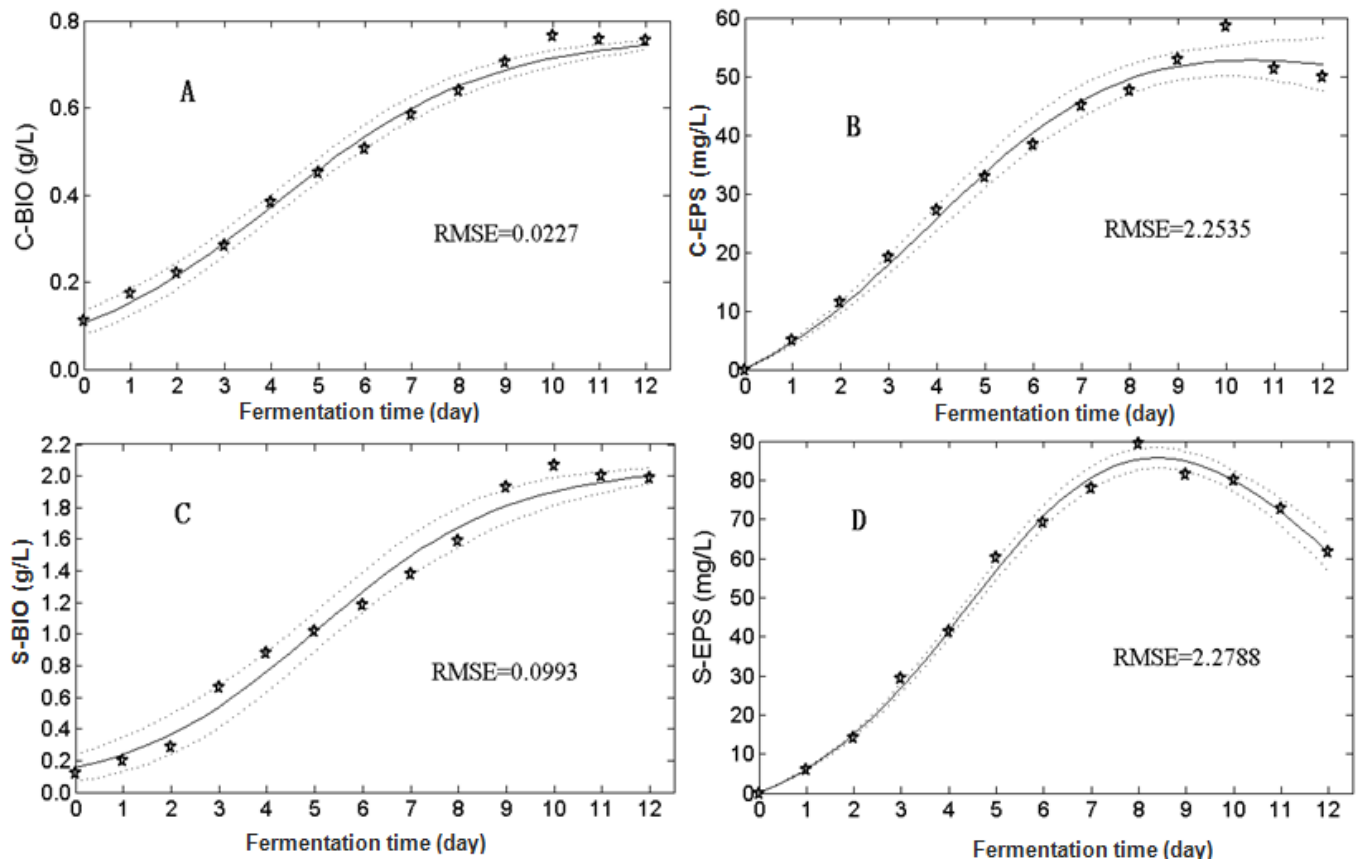 A
C-BIO (g/L)
0.8
0.6
0.4
0.2
0.0
RMSE=0.0227
0 1 2 3 4 5 6 7 8 9 10 11 12
Fermentation time (day)
B
C-EPS (mg/L)
60
50
40
30
20
10
0
RMSE=2.2535
0 1 2 3 4 5 6 7 8 9 10 11 12
Fermentation time (day)
C
S-BIO (g/L)
2.2
2.0
1.8
1.6
1.4
1.2
1.0
0.8
0.6
0.4
0.2
0.0
RMSE=0.0993
0 1 2 3 4 5 6 7 8 9 10 11 12
Fermentation time (day)
D
S-EPS (mg/L)
90
80
70
60
50
40
30
20
10
0
RMSE=2.2788
0 1 2 3 4 5 6 7 8 9 10 11 12
Fermentation time (day)